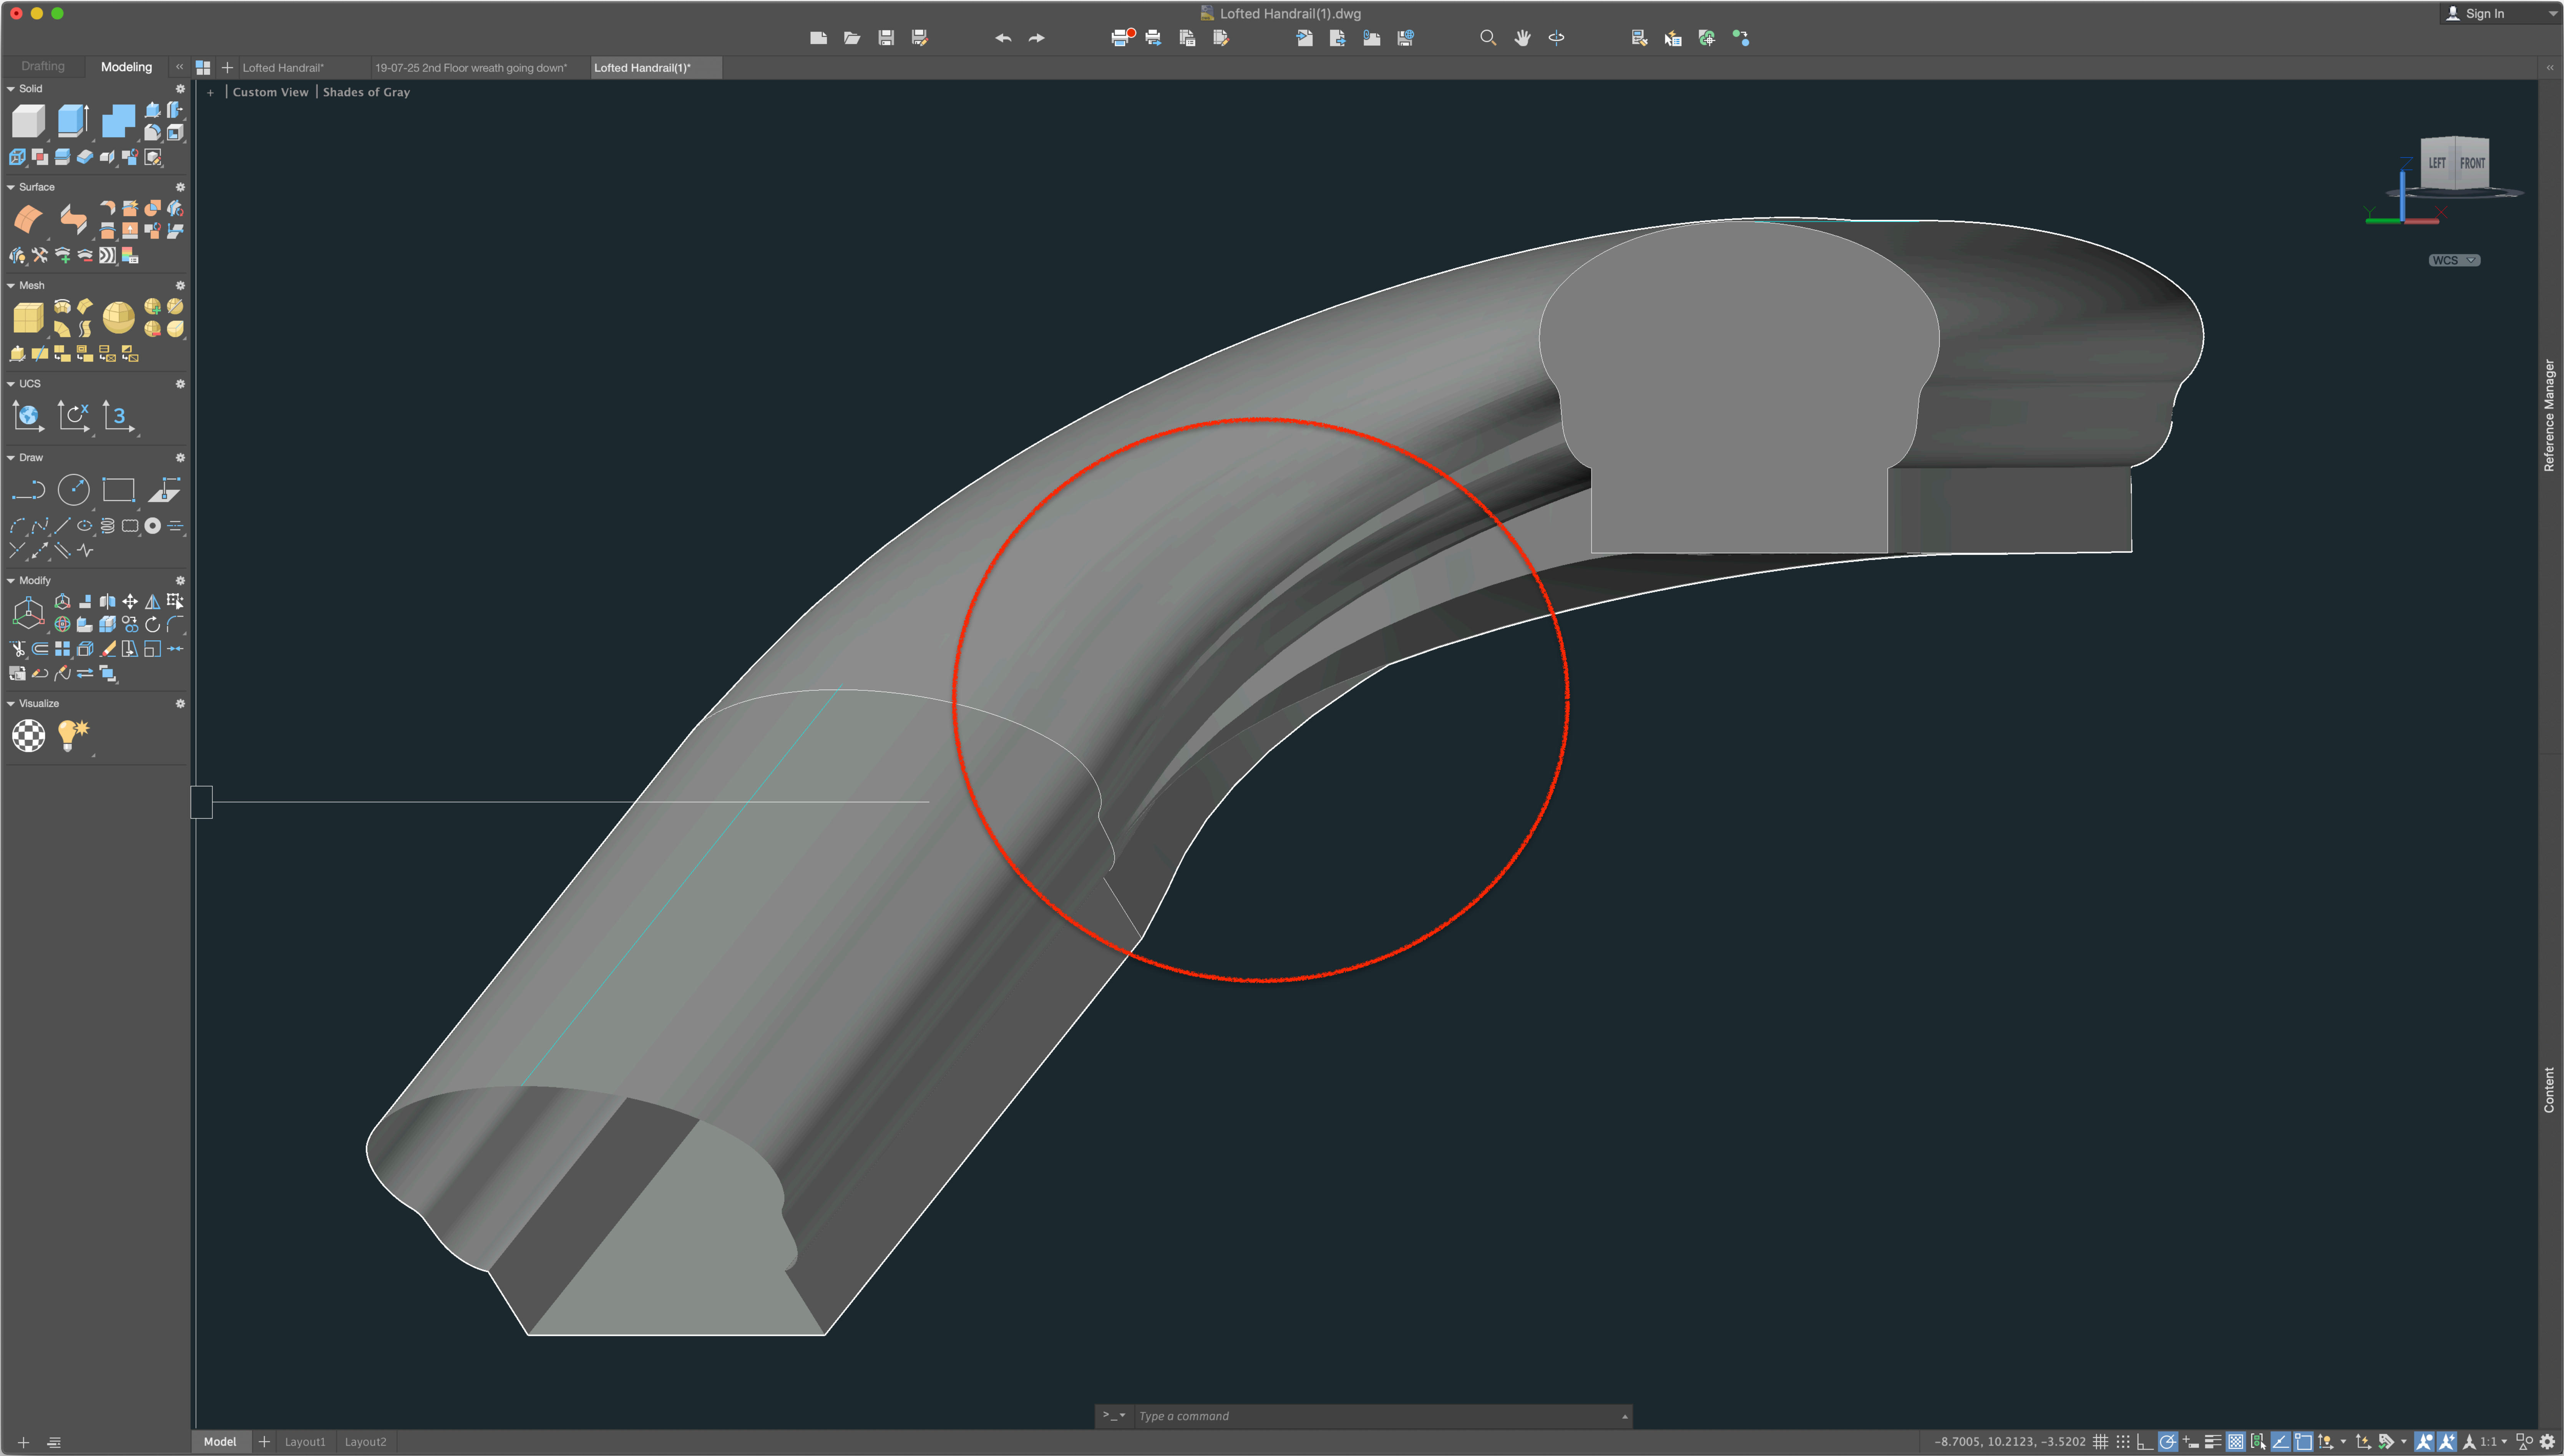 Lofted Handrail(1).dwg
Sign In
Drafting
Modeling
Lofted Handrail*
19-07-25 2nd Floor wreath going down*
Lofted Handrail(1)*
Solid
+ | Custom View | Shades of Gray
Z
LEFT
FRONT
Surface
Y
X
WCS
Mesh
UCS
X
3
Draw
Modify
Visualize
Reference Manager
Content
>_
Type a command
Model
Layout1
Layout2
-8.7005, 10.2123, -3.5202
1:1